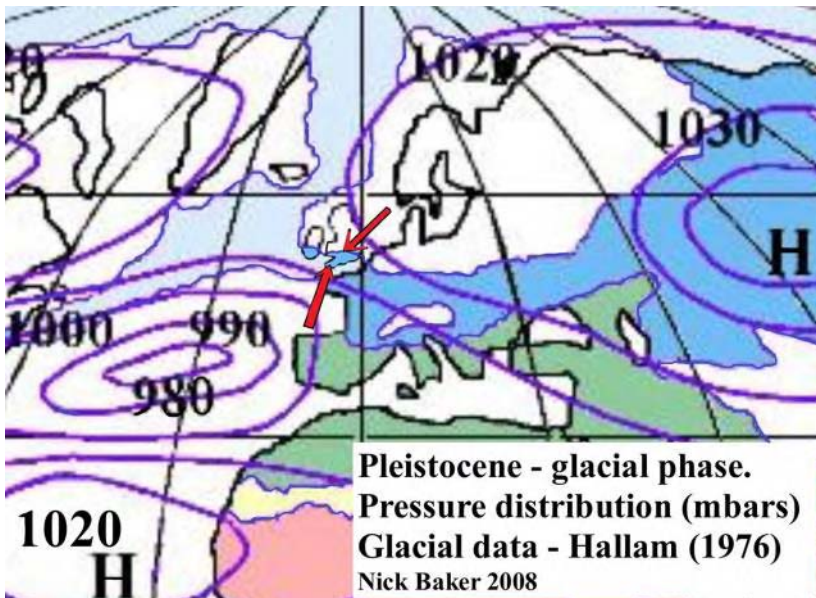 1020
1030
H
1000
990
980
1020
H
Pleistocene - glacial phase.
Pressure distribution (mbars)
Glacial data - Hallam (1976)
Nick Baker 2008